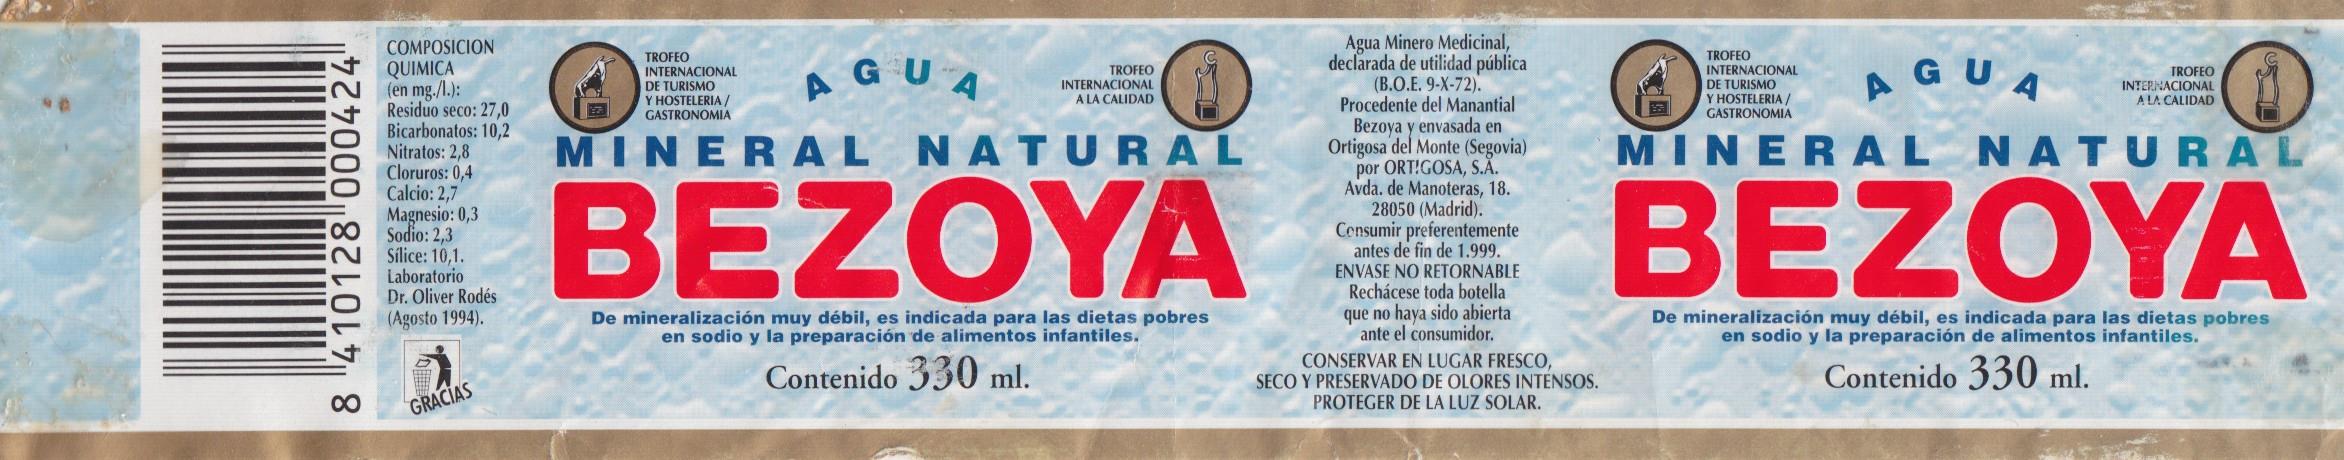 8 410128 000424
COMPOSICION
QUIMICA
(en mg./l.):
Residuo seco: 27,0
Bicarbonatos: 10,2
Nitratos: 2,8
Cloruros: 0,4
Calcio: 2,7
Magnesio: 0,3
Sodio: 2,3
Sílice: 10,1.
Laboratorio
Dr. Oliver Rodés
(Agosto 1994).
GRACIAS
TROFEO
INTERNACIONAL
DE TURISMO
Y HOSTELERIA /
GASTRONOMIA
AGUA
TROFEO
INTERNACIONAL
A LA CALIDAD
MINERAL NATURAL
BEZOYA
De mineralización muy débil, es indicada para las dietas pobres
en sodio y la preparación de alimentos infantiles.
Contenido 330 ml.
Agua Minero Medicinal,
declarada de utilidad pública
(B.O.E. 9-X-72).
Procedente del Manantial
Bezoya y envasada en
Ortigosa del Monte (Segovia)
por ORTIGOSA, S.A.
Avda. de Manoteras, 18.
28050 (Madrid).
Consumir preferentemente
antes de fin de 1.999.
ENVASE NO RETORNABLE
Rechácese toda botella
que no haya sido abierta
ante el consumidor.
CONSERVAR EN LUGAR FRESCO,
SECO Y PRESERVADO DE OLORES INTENSOS.
PROTEGER DE LA LUZ SOLAR.
TROFEO
INTERNACIONAL
DE TURISMO
Y HOSTELERIA /
GASTRONOMIA
AGUA
TROFEO
INTERNACIONAL
A LA CALIDAD
MINERAL NATURAL
BEZOYA
De mineralización muy débil, es indicada para las dietas pobres
en sodio y la preparación de alimentos infantiles.
Contenido 330 ml.